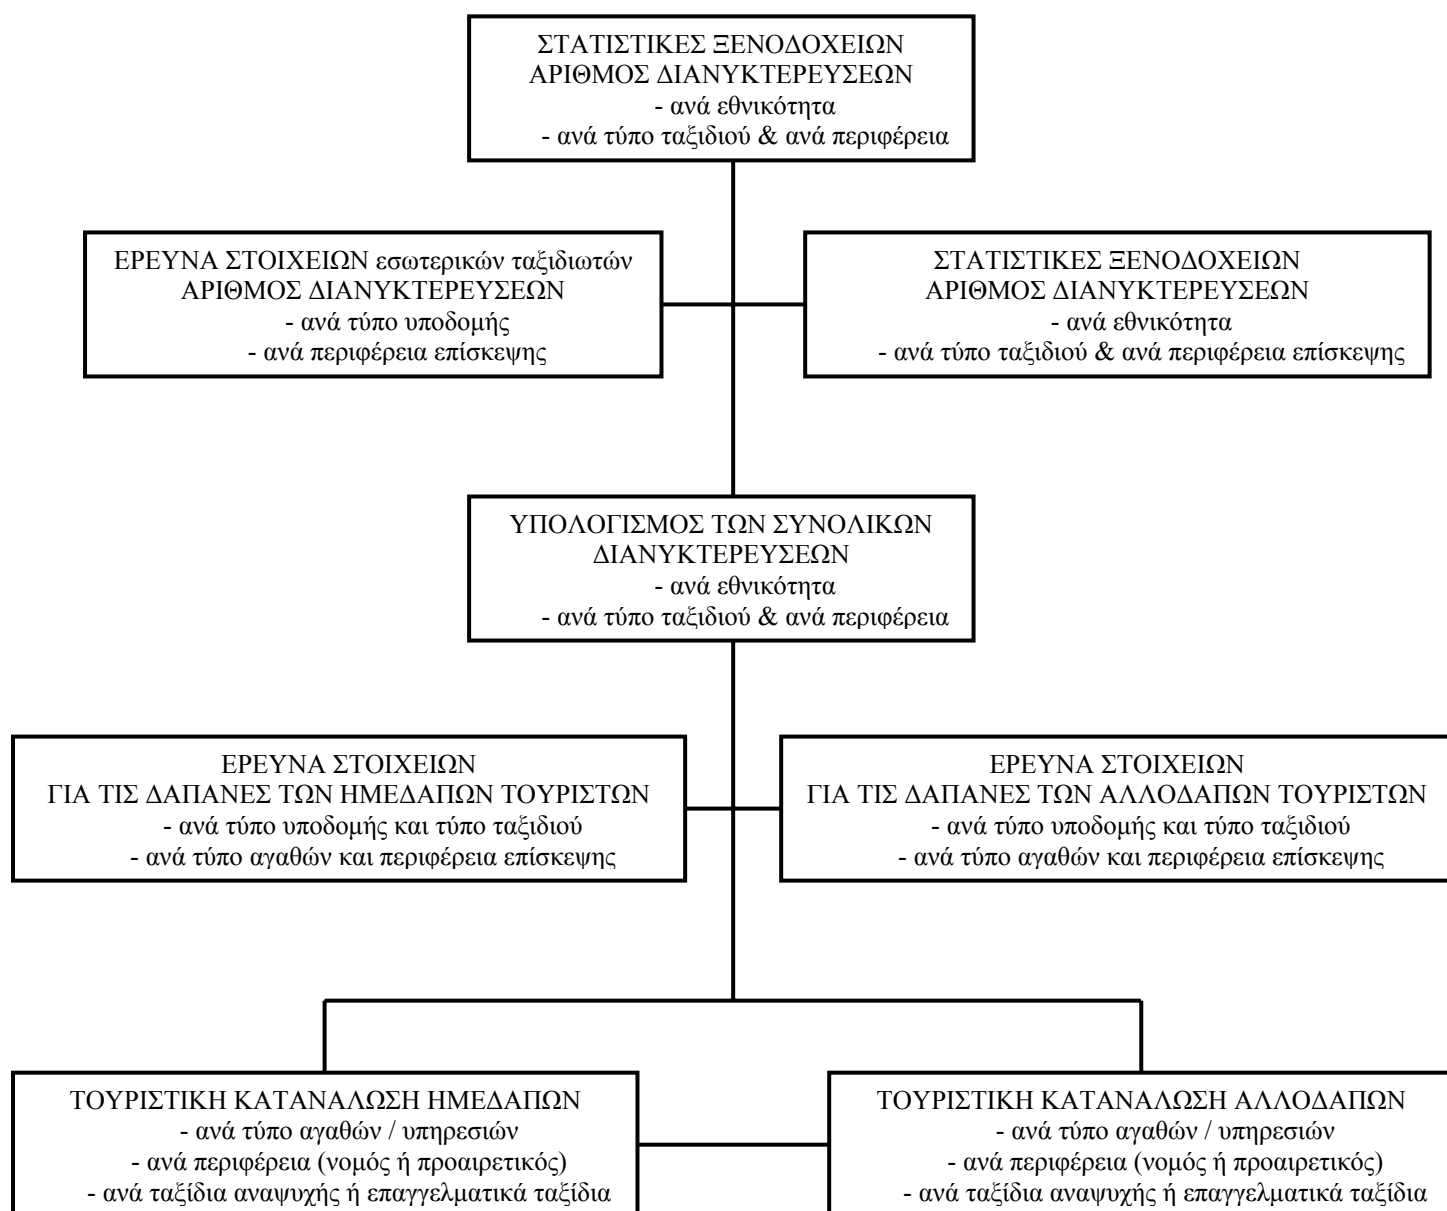 ΣΤΑΤΙΣΤΙΚΕΣ ΞΕΝΟΔΟΧΕΙΩΝ
ΑΡΙΘΜΟΣ ΔΙΑΝΥΚΤΕΡΕΥΣΕΩΝ
- ανά εθνικότητα
- ανά τύπο ταξιδιού & ανά περιφέρεια
ΕΡΕΥΝΑ ΣΤΟΙΧΕΙΩΝ εσωτερικών ταξιδιωτών
ΑΡΙΘΜΟΣ ΔΙΑΝΥΚΤΕΡΕΥΣΕΩΝ
- ανά τύπο υποδομής
- ανά περιφέρεια επίσκεψης
ΣΤΑΤΙΣΤΙΚΕΣ ΞΕΝΟΔΟΧΕΙΩΝ
ΑΡΙΘΜΟΣ ΔΙΑΝΥΚΤΕΡΕΥΣΕΩΝ
- ανά εθνικότητα
- ανά τύπο ταξιδιού & ανά περιφέρεια επίσκεψης
ΥΠΟΛΟΓΙΣΜΟΣ ΤΩΝ ΣΥΝΟΛΙΚΩΝ
ΔΙΑΝΥΚΤΕΡΕΥΣΕΩΝ
- ανά εθνικότητα
- ανά τύπο ταξιδιού & ανά περιφέρεια
ΕΡΕΥΝΑ ΣΤΟΙΧΕΙΩΝ
ΓΙΑ ΤΙΣ ΔΑΠΑΝΕΣ ΤΩΝ ΗΜΕΔΑΠΩΝ ΤΟΥΡΙΣΤΩΝ
- ανά τύπο υποδομής και τύπο ταξιδιού
- ανά τύπο αγαθών και περιφέρεια επίσκεψης
ΕΡΕΥΝΑ ΣΤΟΙΧΕΙΩΝ
ΓΙΑ ΤΙΣ ΔΑΠΑΝΕΣ ΤΩΝ ΑΛΛΟΔΑΠΩΝ ΤΟΥΡΙΣΤΩΝ
- ανά τύπο υποδομής και τύπο ταξιδιού
- ανά τύπο αγαθών και περιφέρεια επίσκεψης
ΤΟΥΡΙΣΤΙΚΗ ΚΑΤΑΝΑΛΩΣΗ ΗΜΕΔΑΠΩΝ
- ανά τύπο αγαθών / υπηρεσιών
- ανά περιφέρεια (νομός ή προαιρετικός)
- ανά ταξίδια αναψυχής ή επαγγελματικά ταξίδια
ΤΟΥΡΙΣΤΙΚΗ ΚΑΤΑΝΑΛΩΣΗ ΑΛΛΟΔΑΠΩΝ
- ανά τύπο αγαθών / υπηρεσιών
- ανά περιφέρεια (νομός ή προαιρετικός)
- ανά ταξίδια αναψυχής ή επαγγελματικά ταξίδια